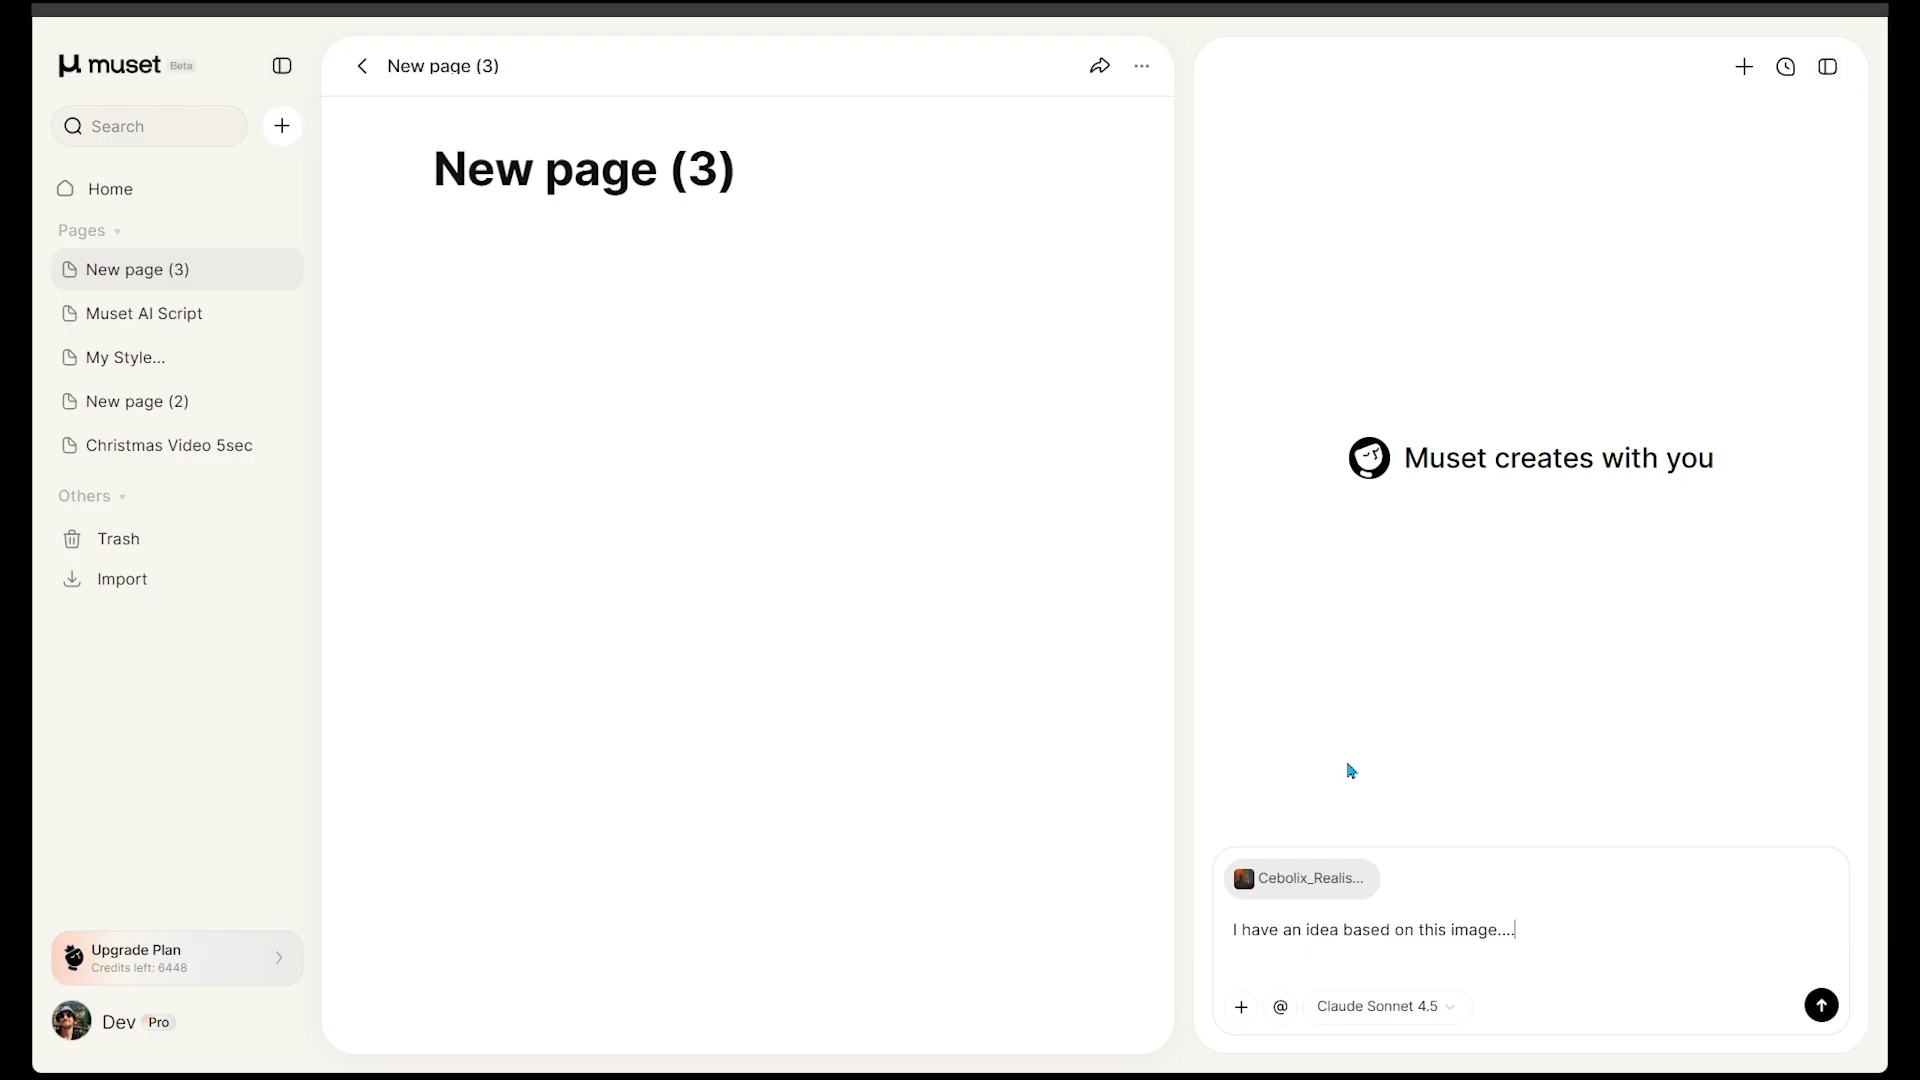 muset Beta
Search
Home
Pages
New page (3)
Muset AI Script
My Style...
New page (2)
Christmas Video 5sec
Others
Trash
Import
Upgrade Plan
Credits left: 6448
Dev Pro
New page (3)
New page (3)
Muset creates with you
Cebolix_Realis...
I have an idea based on this image....
@ Claude Sonnet 4.5